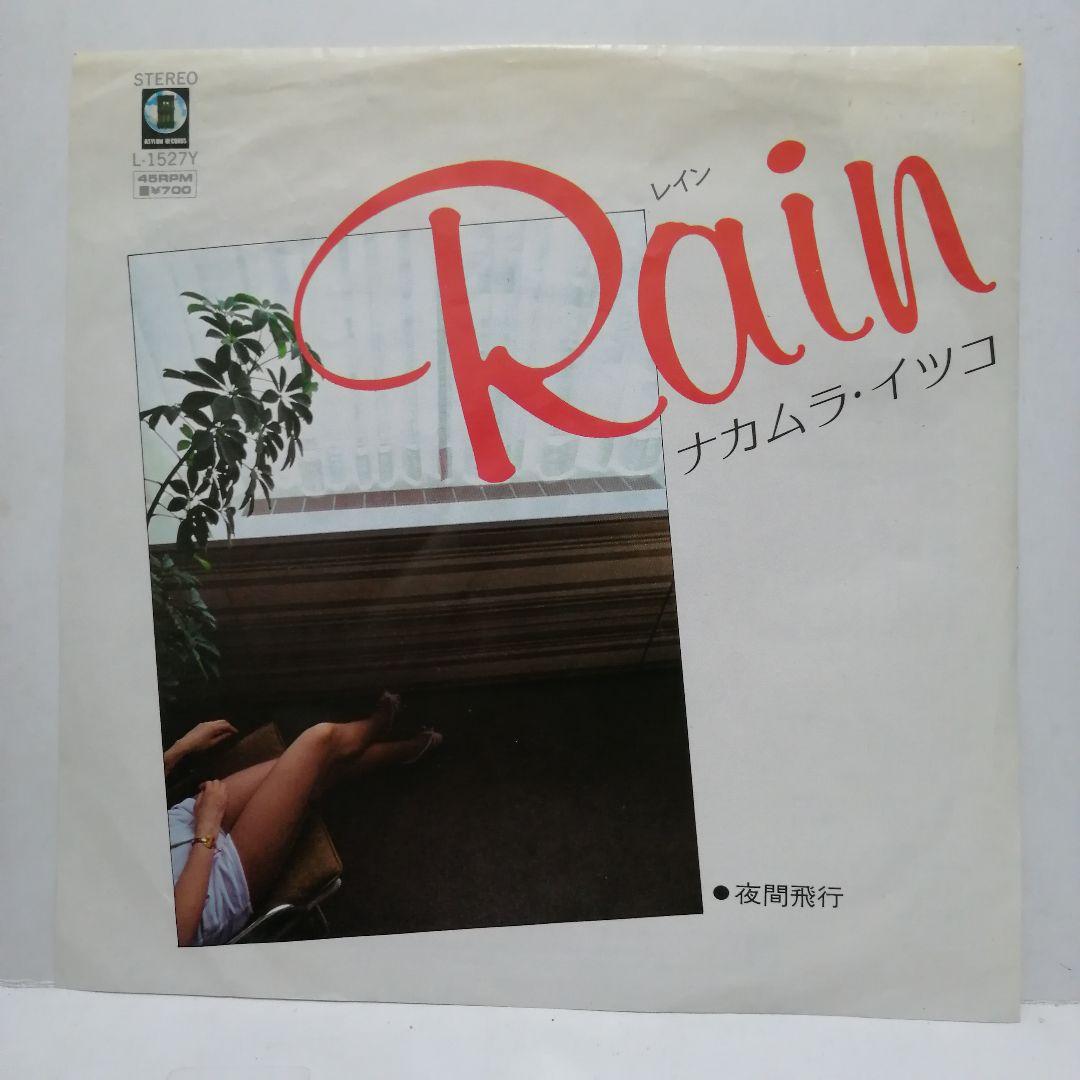 STEREO
ASYLUM RECORDS
L-1527Y
45RPM
¥700
レイン
Rain
ナカムラ・イツコ
●夜間飛行